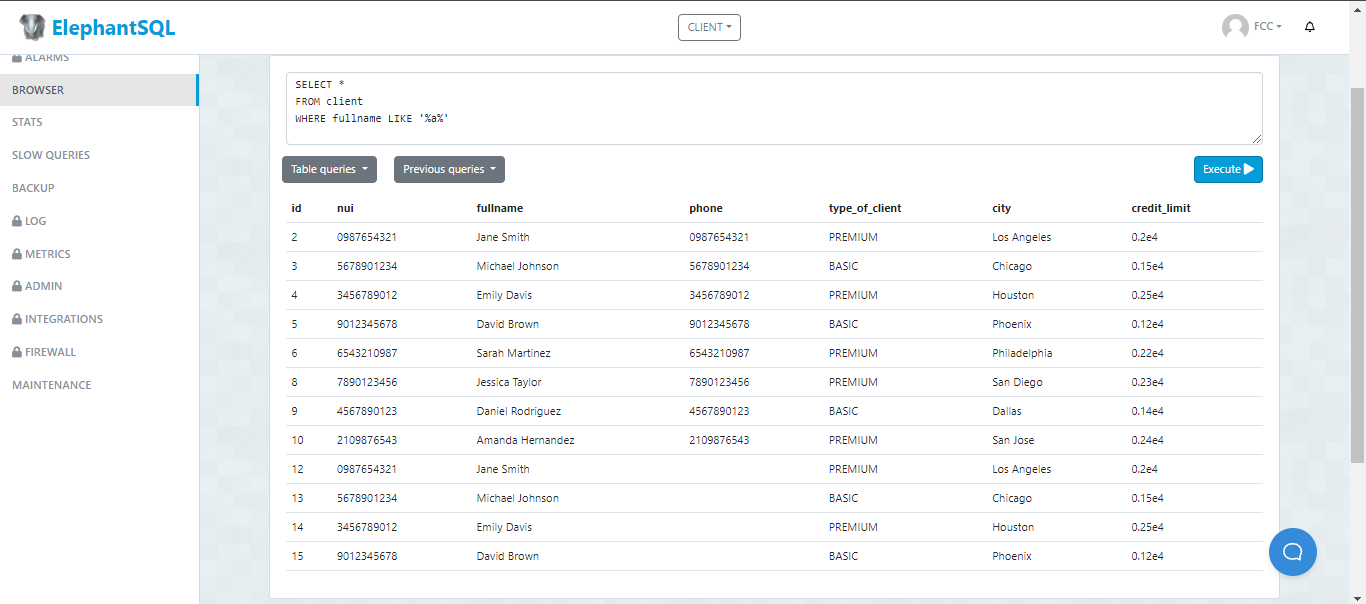 ElephantSQL
CLIENT
FCC
ALARMS
BROWSER
STATS
SLOW QUERIES
BACKUP
LOG
METRICS
ADMIN
INTEGRATIONS
FIREWALL
MAINTENANCE
SELECT *
FROM client
WHERE fullname LIKE '%a%'
Table queries
Previous queries
Execute
id nui fullname phone type_of_client city credit_limit
2 0987654321 Jane Smith 0987654321 PREMIUM Los Angeles 0.2e4
3 5678901234 Michael Johnson 5678901234 BASIC Chicago 0.15e4
4 3456789012 Emily Davis 3456789012 PREMIUM Houston 0.25e4
5 9012345678 David Brown 9012345678 BASIC Phoenix 0.12e4
6 6543210987 Sarah Martinez 6543210987 PREMIUM Philadelphia 0.22e4
8 7890123456 Jessica Taylor 7890123456 PREMIUM San Diego 0.23e4
9 4567890123 Daniel Rodriguez 4567890123 BASIC Dallas 0.14e4
10 2109876543 Amanda Hernandez 2109876543 PREMIUM San Jose 0.24e4
12 0987654321 Jane Smith PREMIUM Los Angeles 0.2e4
13 5678901234 Michael Johnson BASIC Chicago 0.15e4
14 3456789012 Emily Davis PREMIUM Houston 0.25e4
15 9012345678 David Brown BASIC Phoenix 0.12e4